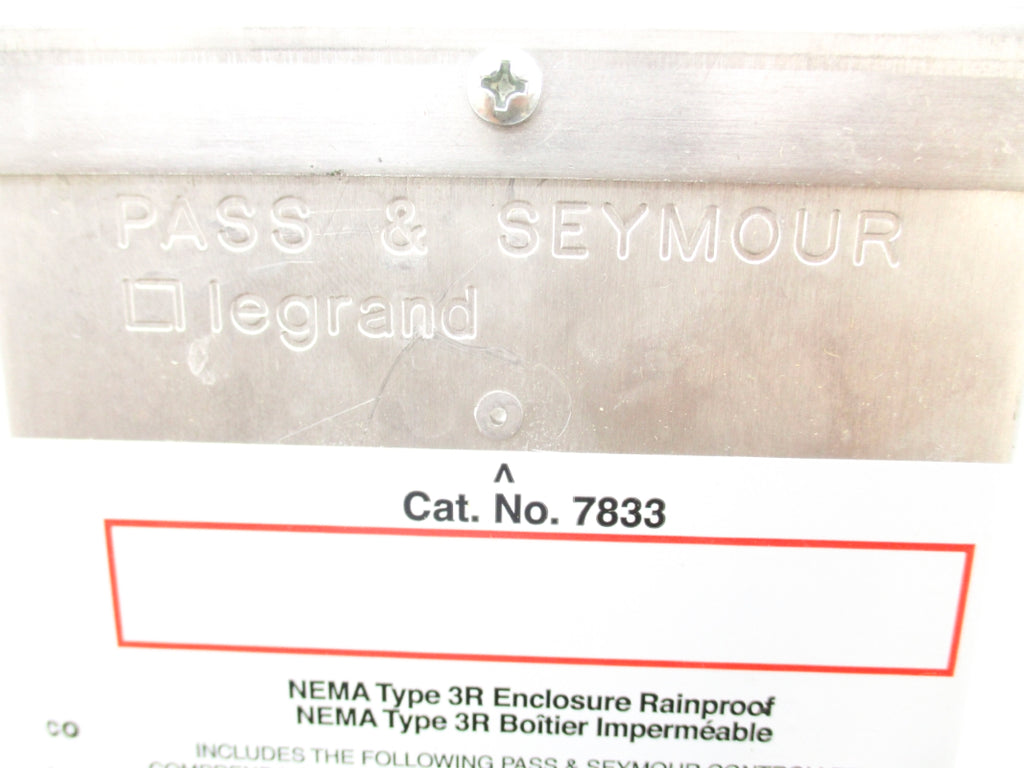 PASS & SEYMOUR
legrand
^
Cat. No. 7833
NEMA Type 3R Enclosure Rainproof
NEMA Type 3R Boîtier Imperméable
CO
INCLUDES THE FOLLOWING PASS & SEYMOUR